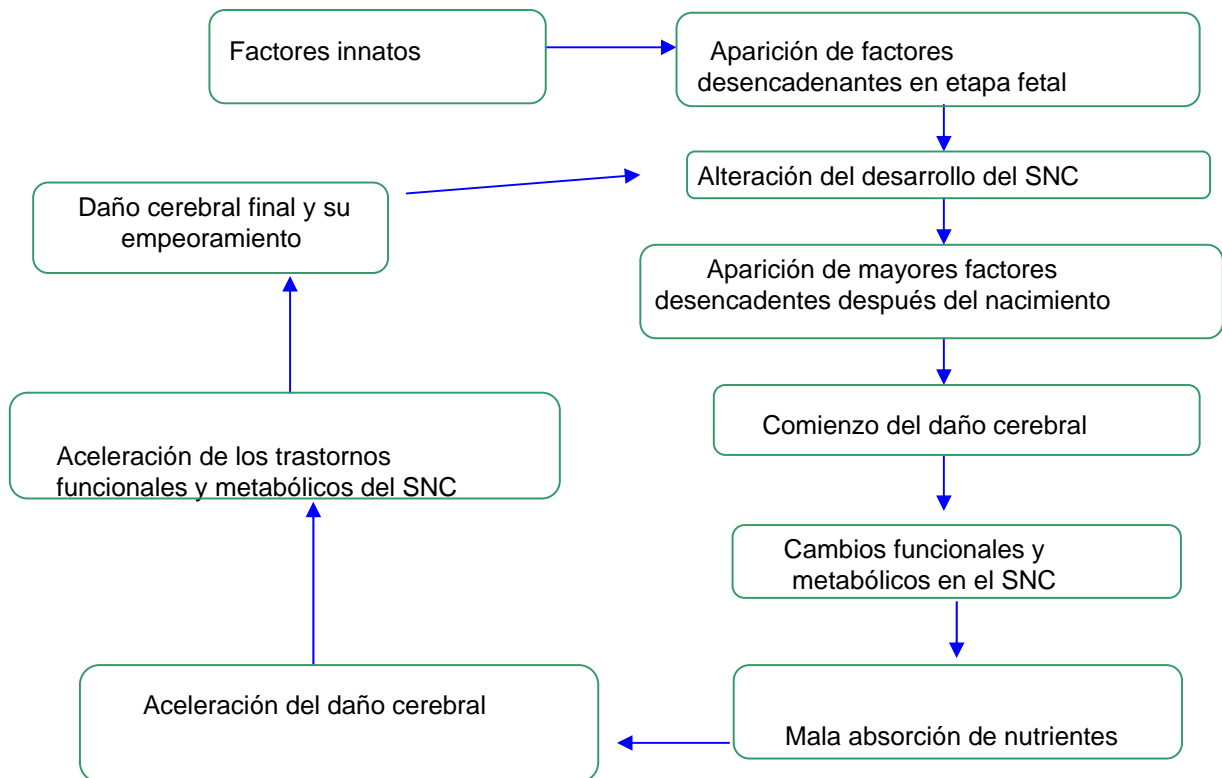 Factores innatos
Aparición de factores
desencadenantes en etapa fetal
Alteración del desarrollo del SNC
Aparición de mayores factores
desencadentes después del nacimiento
Comienzo del daño cerebral
Cambios funcionales y
metabólicos en el SNC
Mala absorción de nutrientes
Aceleración del daño cerebral
Aceleración de los trastornos
funcionales y metabólicos del SNC
Daño cerebral final y su
empeoramiento